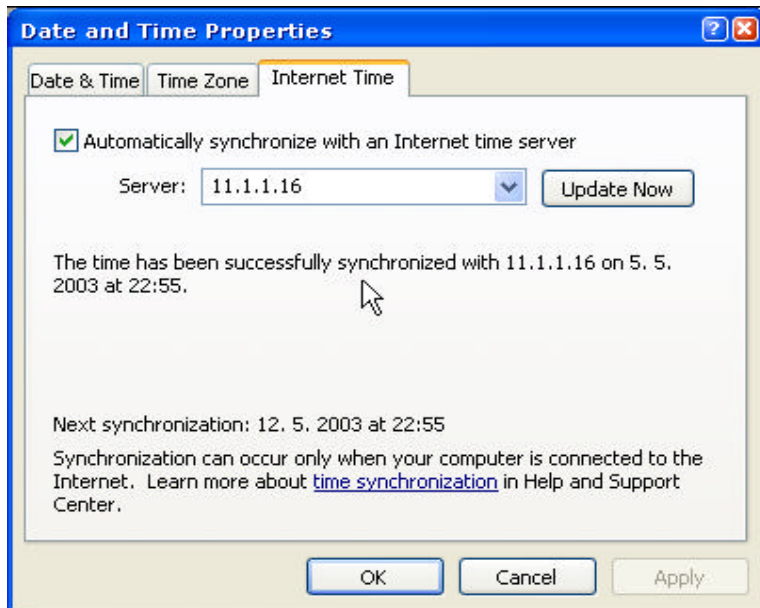 Date and Time Properties
Date & Time
Time Zone
Internet Time
Automatically synchronize with an Internet time server
Server:
11.1.1.16
Update Now
The time has been successfully synchronized with 11.1.1.16 on 5. 5.
2003 at 22:55.
Next synchronization: 12. 5. 2003 at 22:55
Synchronization can occur only when your computer is connected to the
Internet. Learn more about time synchronization in Help and Support
Center.
OK
Cancel
Apply